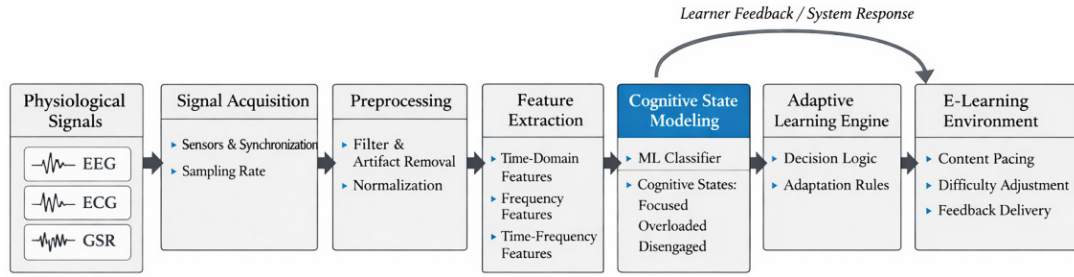 Learner Feedback / System Response
Physiological
Signals
EEG
ECG
GSR
Signal Acquisition
Sensors & Synchronization
Sampling Rate
Preprocessing
Filter &
Artifact Removal
Normalization
Feature
Extraction
Time-Domain
Features
Frequency
Features
Time-Frequency
Features
Cognitive State
Modeling
ML Classifier
Cognitive States:
Focused
Overloaded
Disengaged
Adaptive
Learning Engine
Decision Logic
Adaptation Rules
E-Learning
Environment
Content Pacing
Difficulty Adjustment
Feedback Delivery